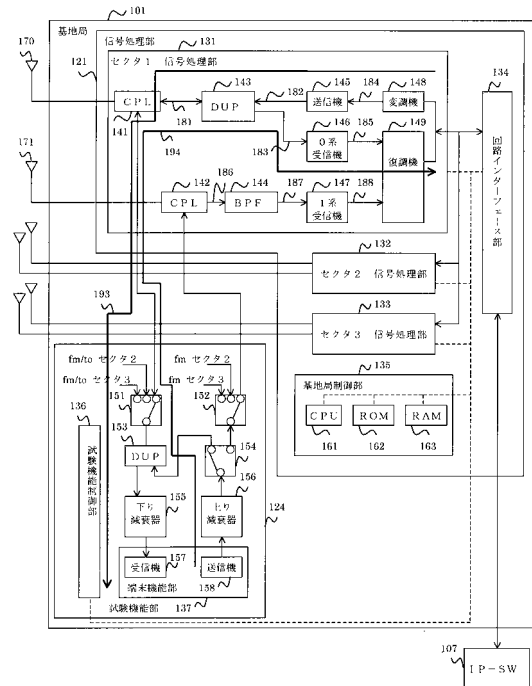 101
基地局
170
121
信号処理部
131
セクタ1 信号処理部
134
143
145
184
148
CPL
DUP
182
送信機
変調機
141
181
146
185
149
0系
受信機
復調機
171
194
183
142
186
144
187
147
188
CPL
BPF
1系
受信機
回路インターフェース部
132
セクタ2 信号処理部
133
セクタ3 信号処理部
193
fm/to セクタ2
fm セクタ2
fm/to セクタ3
fm セクタ3
135
基地局制御部
136
151
152
CPU
ROM
RAM
153
161
162
163
DUP
154
試験機能制御部
156
155
下り
減衰器
上り
減衰器
124
157
受信機
送信機
端末機能部
158
試験機能部
137
107
IP-SW